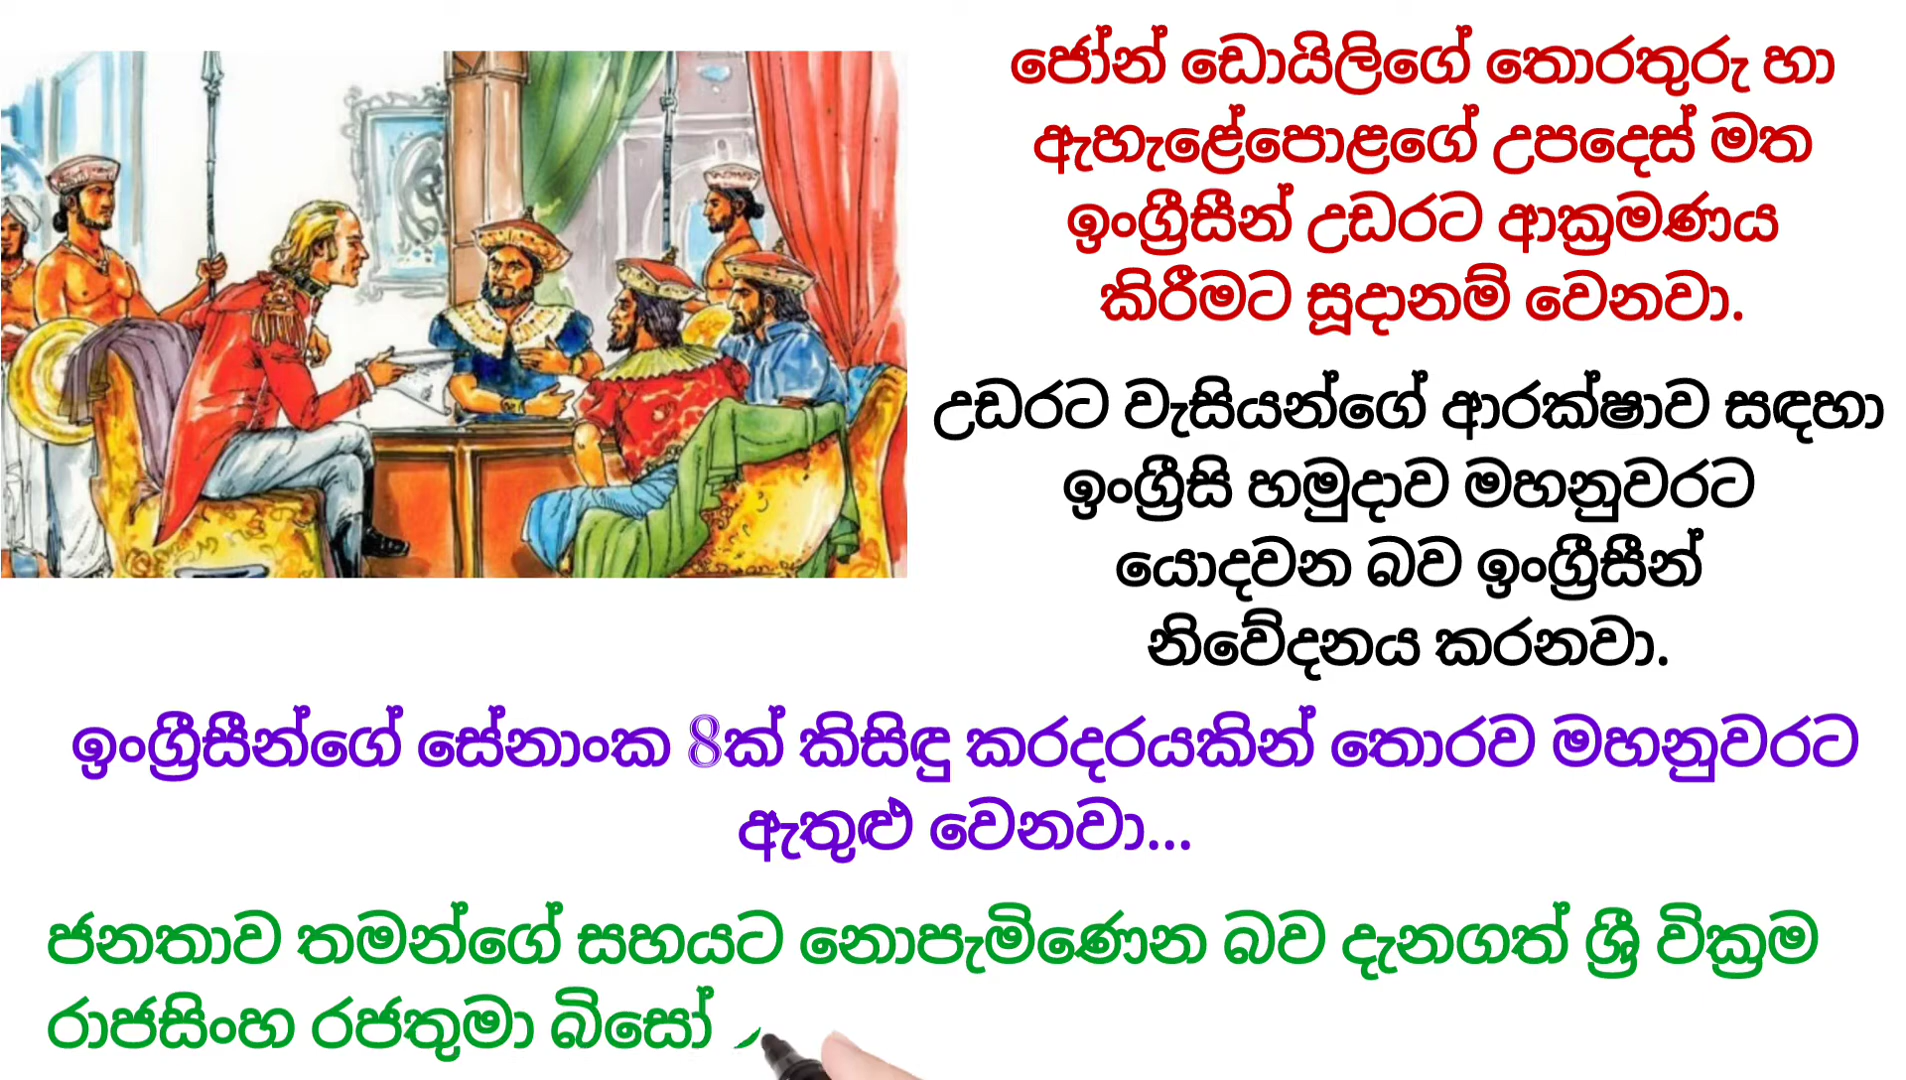 ජෝන් ඩොයිලිගේ තොරතුරු හා
ඇහැළේපොළගේ උපදෙස් මත
ඉංග්‍රීසීන් උඩරට ආක්‍රමණය
කිරීමට සූදානම් වෙනවා.
උඩරට වැසියන්ගේ ආරක්ෂාව සඳහා
ඉංග්‍රීසි හමුදාව මහනුවරට
යොදවන බව ඉංග්‍රීසීන්
නිවේදනය කරනවා.
ඉංග්‍රීසීන්ගේ සේනාංක 8ක් කිසිඳු කරදරයකින් තොරව මහනුවරට
ඇතුළු වෙනවා...
ජනතාව තමන්ගේ සහයට නොපැමිණෙන බව දැනගත් ශ්‍රී වික්‍රම
රාජසිංහ රජතුමා බිසෝ